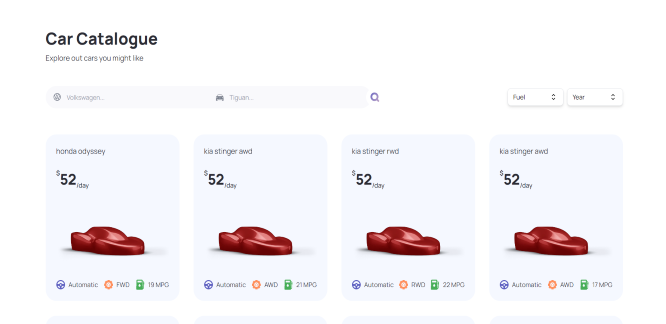 Car Catalogue
Explore out cars you might like
Volkswagen...
Tiguan...
Fuel
Year
honda odyssey
kia stinger awd
kia stinger rwd
kia stinger awd
$52/day
$52/day
$52/day
$52/day
Automatic FWD 19 MPG
Automatic AWD 21 MPG
Automatic RWD 22 MPG
Automatic AWD 17 MPG